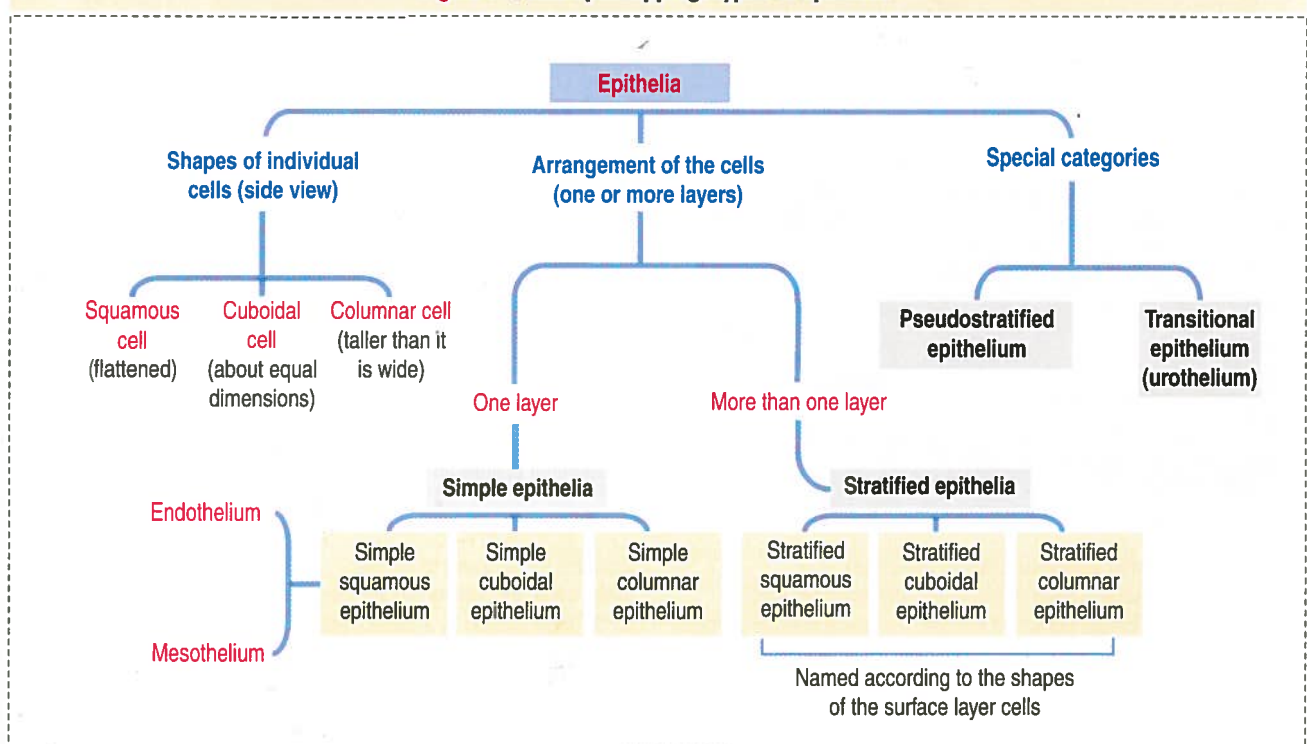 Epithelia
Shapes of individual
cells (side view)
Arrangement of the cells
(one or more layers)
Special categories
Squamous
cell
(flattened)
Cuboidal
cell
(about equal
dimensions)
Columnar cell
(taller than it
is wide)
Pseudostratified
epithelium
Transitional
epithelium
(urothelium)
One layer
More than one layer
Simple epithelia
Stratified epithelia
Endothelium
Mesothelium
Simple
squamous
epithelium
Simple
cuboidal
epithelium
Simple
columnar
epithelium
Stratified
squamous
epithelium
Stratified
cuboidal
epithelium
Stratified
columnar
epithelium
Named according to the shapes
of the surface layer cells